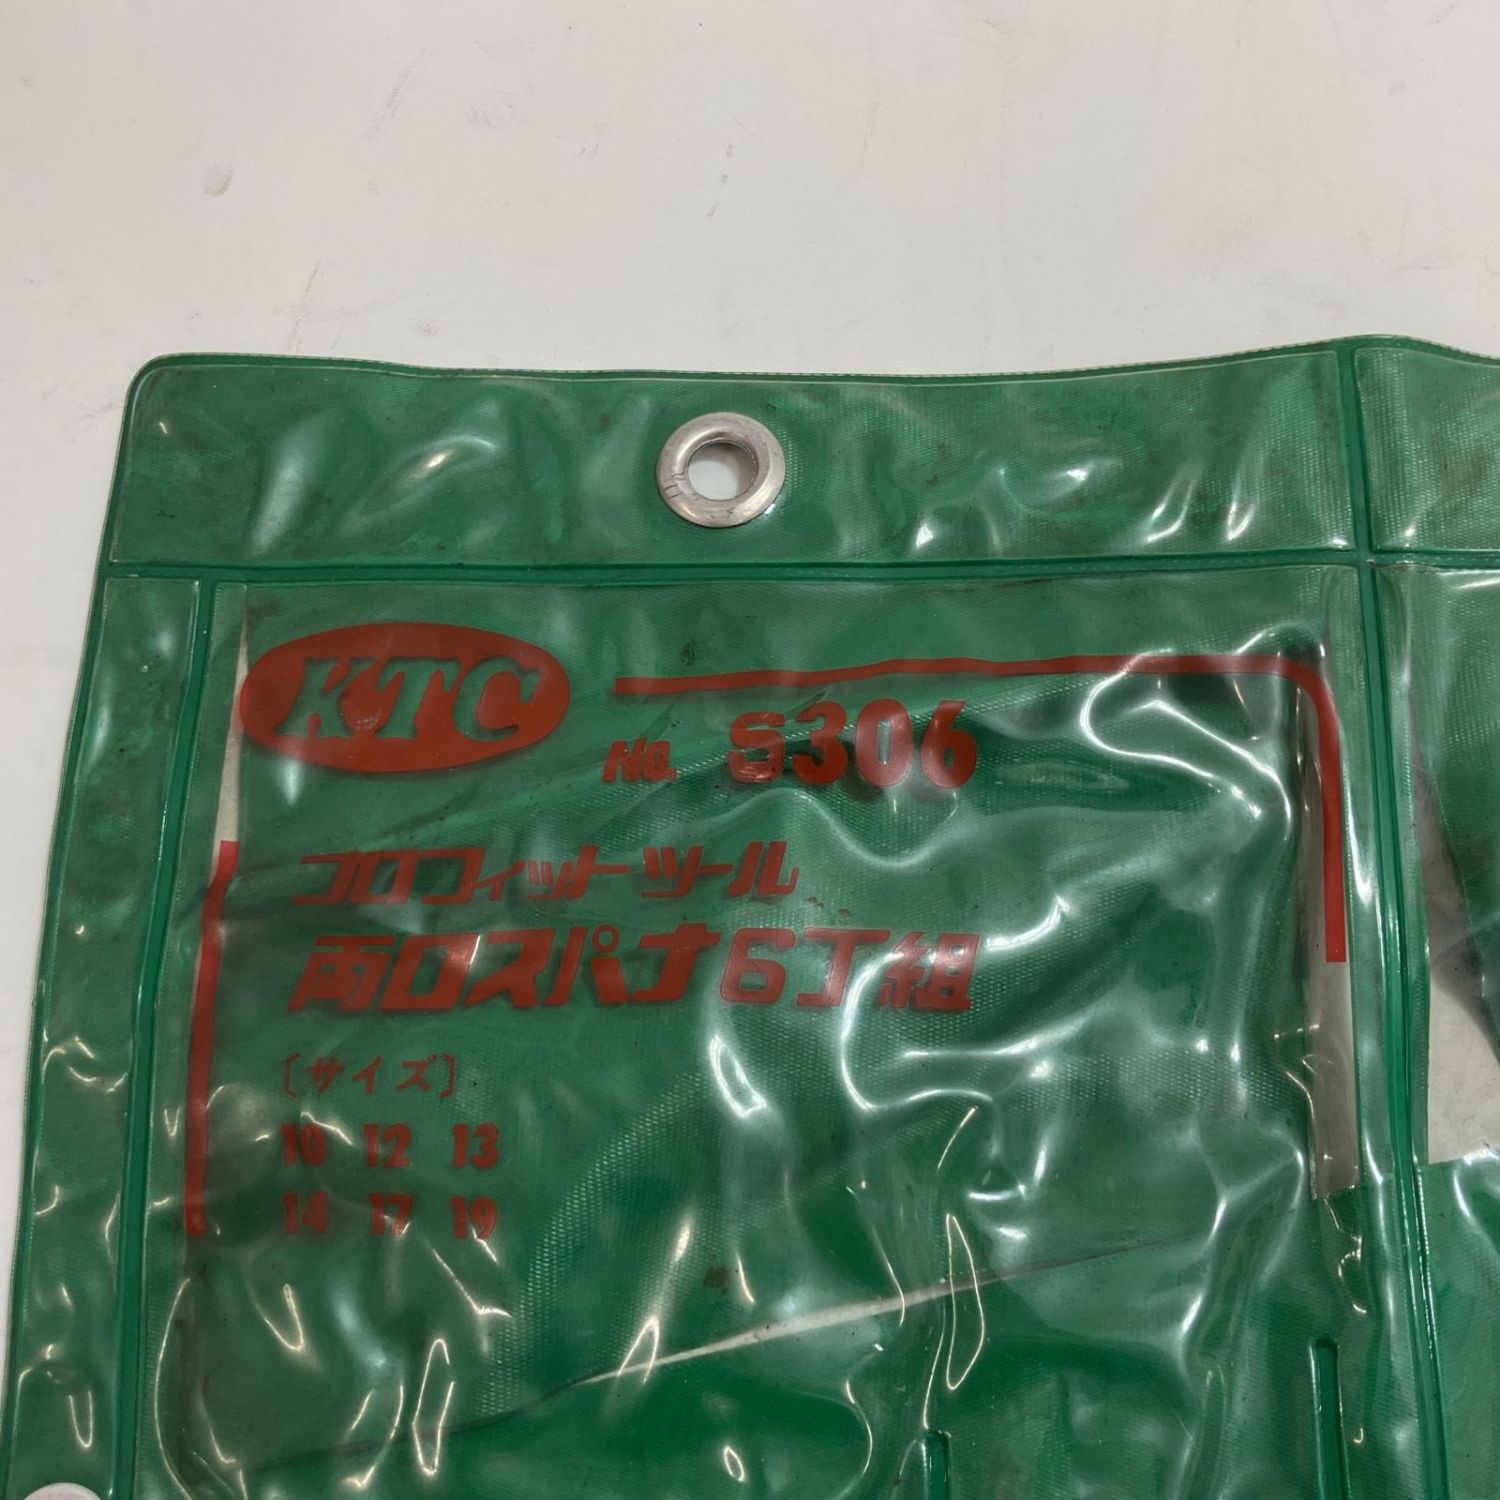 KTC
No. S306
プロフィットツール
両口スパナ6丁組
〔サイズ〕
10 12 13
14 17 19